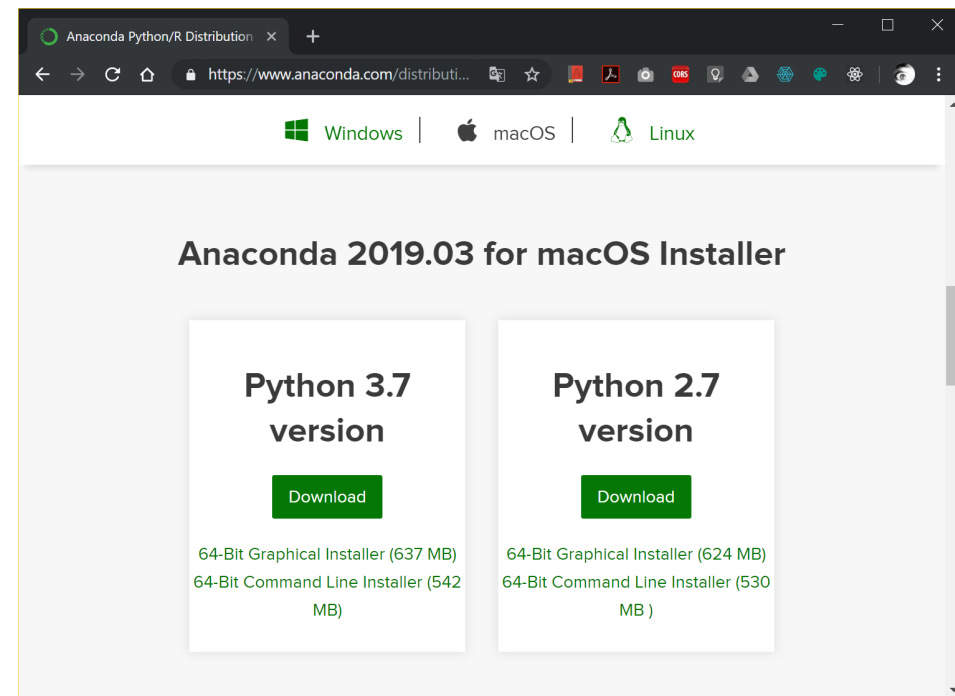 Anaconda Python/R Distribution
https://www.anaconda.com/distributi...
CORS
Windows
macOS
Linux
Anaconda 2019.03 for macOS Installer
Python 3.7
version
Download
64-Bit Graphical Installer (637 MB)
64-Bit Command Line Installer (542
MB)
Python 2.7
version
Download
64-Bit Graphical Installer (624 MB)
64-Bit Command Line Installer (530
MB )